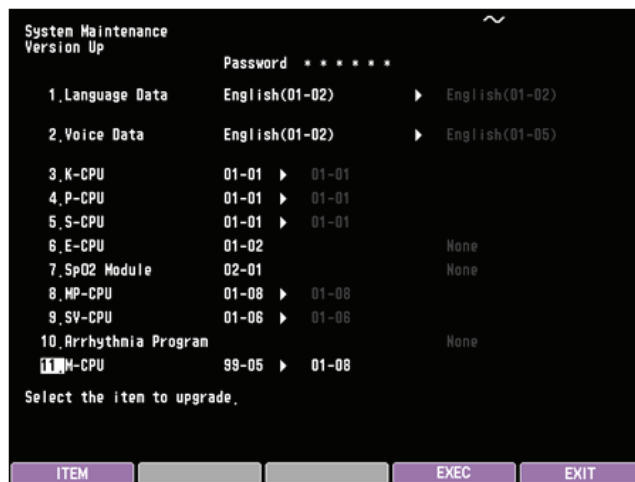 System Maintenance
Version Up
Password * * * * * *
1.Language Data English(01-02) ▶ English(01-02)
2.Voice Data English(01-02) ▶ English(01-05)
3.K-CPU 01-01 ▶ 01-01
4.P-CPU 01-01 ▶ 01-01
5.S-CPU 01-01 ▶ 01-01
6.E-CPU 01-02 None
7.SpO2 Module 02-01 None
8.MP-CPU 01-08 ▶ 01-08
9.SV-CPU 01-06 ▶ 01-06
10.Arrhythmia Program None
11.M-CPU 99-05 ▶ 01-08
Select the item to upgrade.
ITEM EXEC EXIT